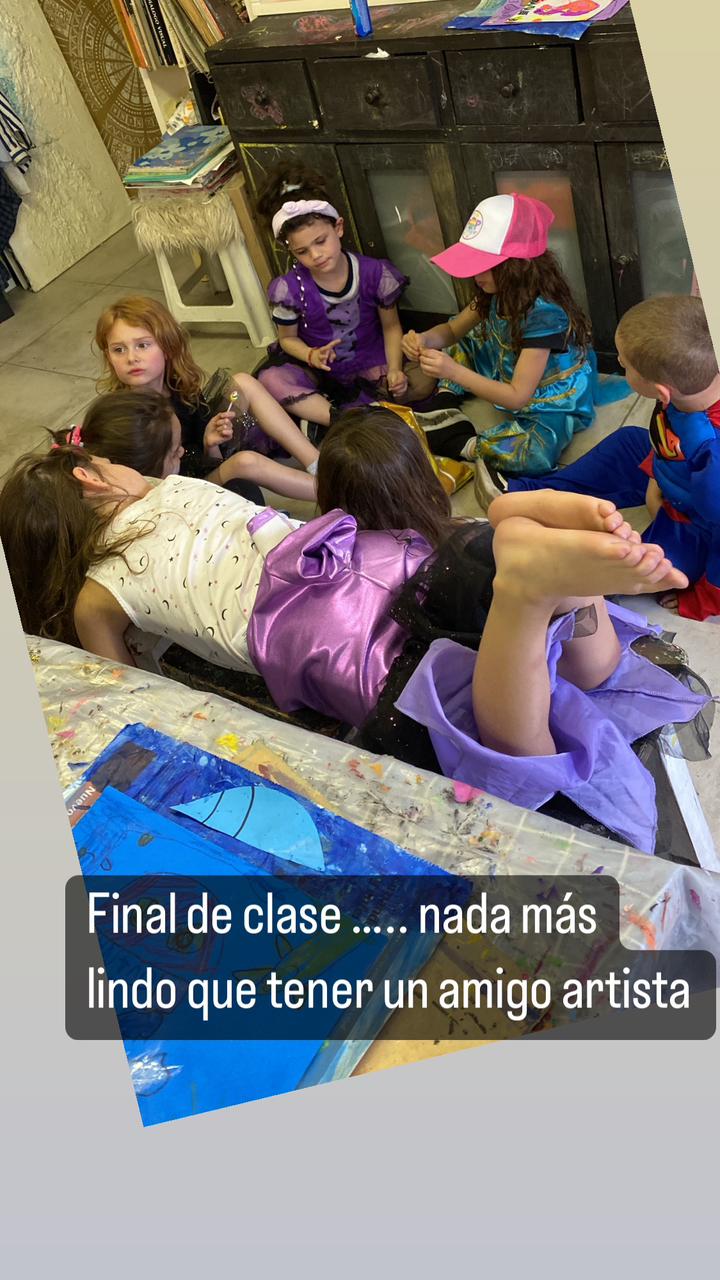 Final de clase ..... nada más
lindo que tener un amigo artista